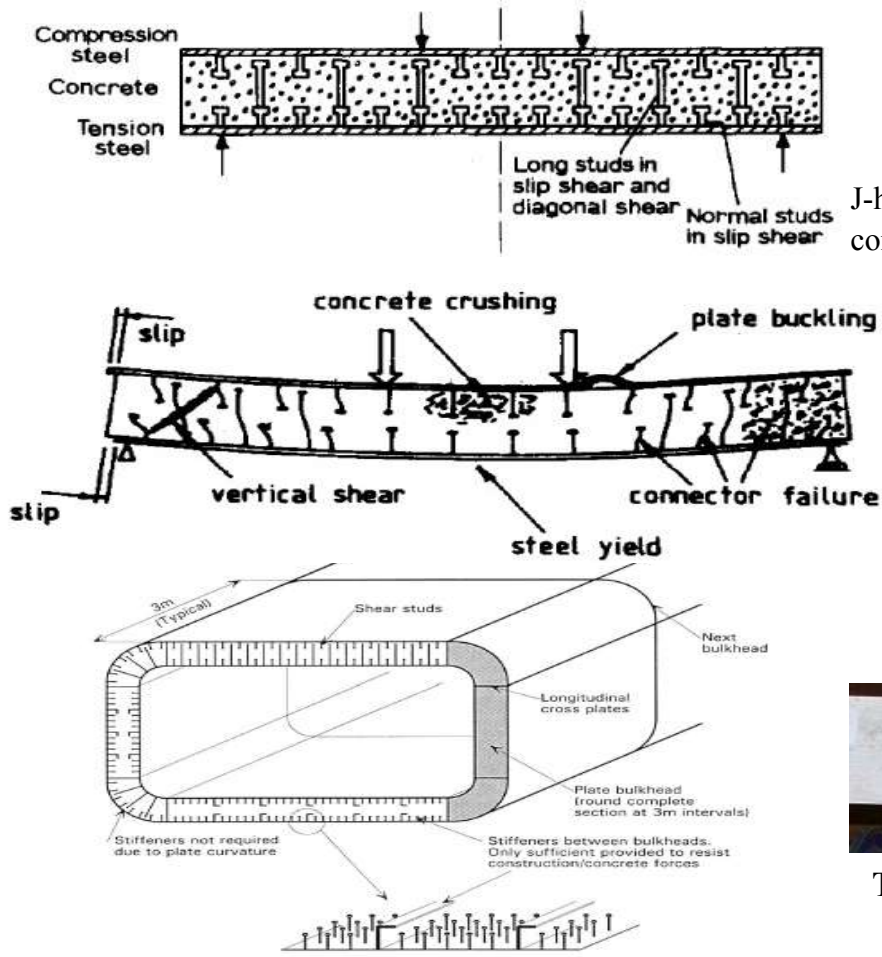 Compression
steel
Concrete
Tension
steel
Long studs in
slip shear and
diagonal shear
Normal studs
in slip shear
J-h
con
slip
concrete crushing
plate buckling
vertical shear
connector failure
slip
steel yield
3m
(Typical)
Shear studs
Next
bulkhead
Longitudinal
cross plates
Plate bulkhead
(round complete
section at 3m intervals)
Stiffeners not required
due to plate curvature
Stiffeners between bulkheads.
Only sufficient provided to resist
construction/concrete forces
T